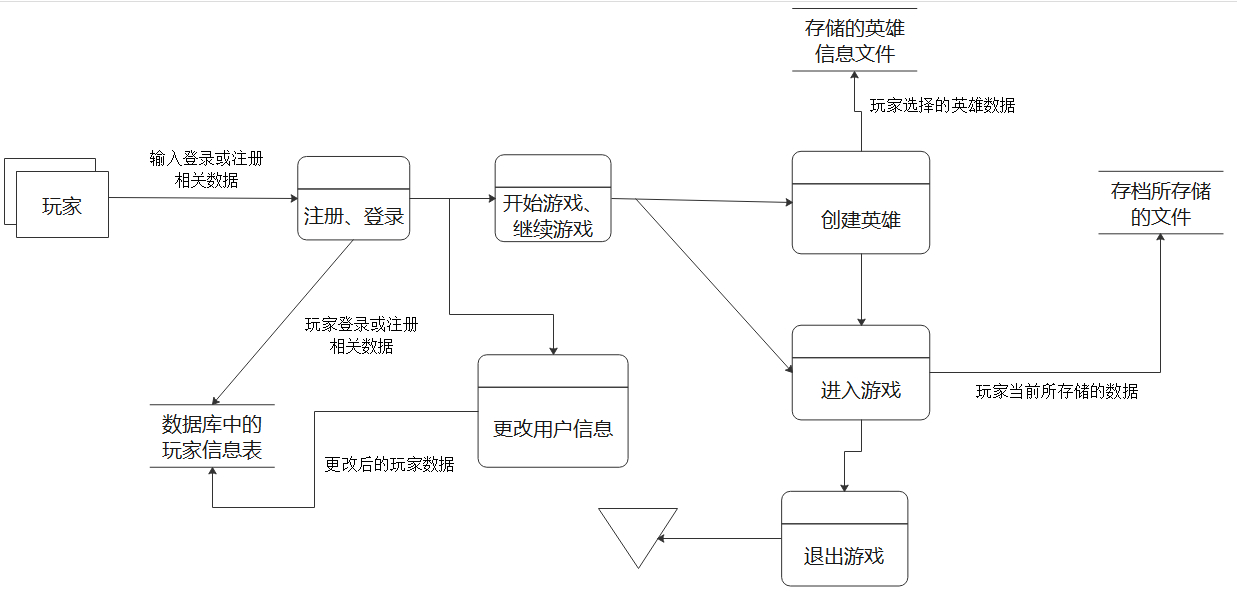 存储的英雄
信息文件
玩家选择的英雄数据
输入登录或注册
相关数据
玩家
注册、登录
开始游戏、
继续游戏
创建英雄
存档所存储
的文件
玩家登录或注册
相关数据
进入游戏
玩家当前所存储的数据
数据库中的
玩家信息表
更改用户信息
更改后的玩家数据
退出游戏